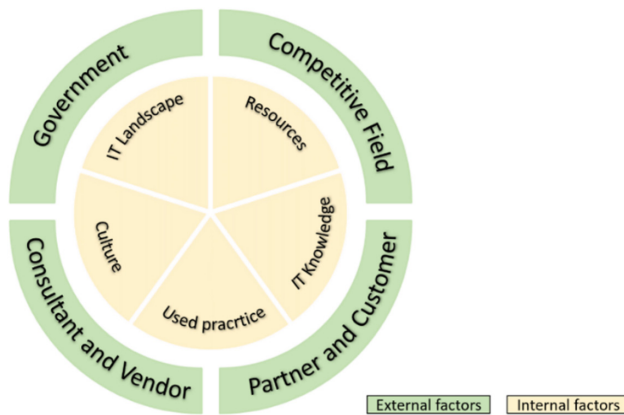 Government
Competitive Field
IT Landscape
Resources
Culture
IT Knowledge
Used pracrtice
Consultant and Vendor
Partner and Customer
External factors
Internal factors